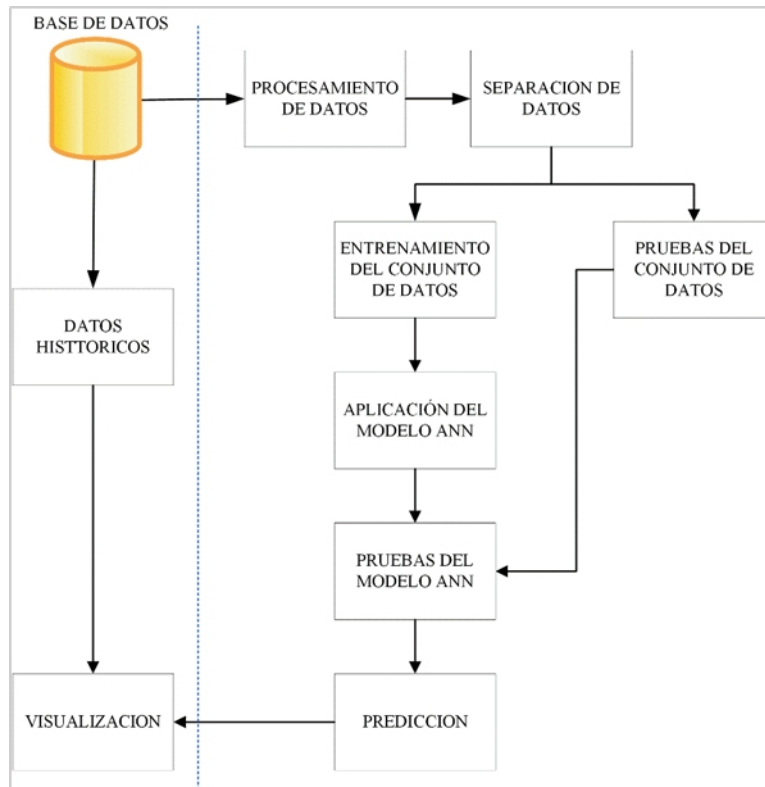 BASE DE DATOS
PROCESAMIENTO
DE DATOS
SEPARACION DE
DATOS
ENTRENAMIENTO
DEL CONJUNTO
DE DATOS
PRUEBAS DEL
CONJUNTO DE
DATOS
DATOS
HISTTORICOS
APLICACIÓN DEL
MODELO ANN
PRUEBAS DEL
MODELO ANN
VISUALIZACION
PREDICCION